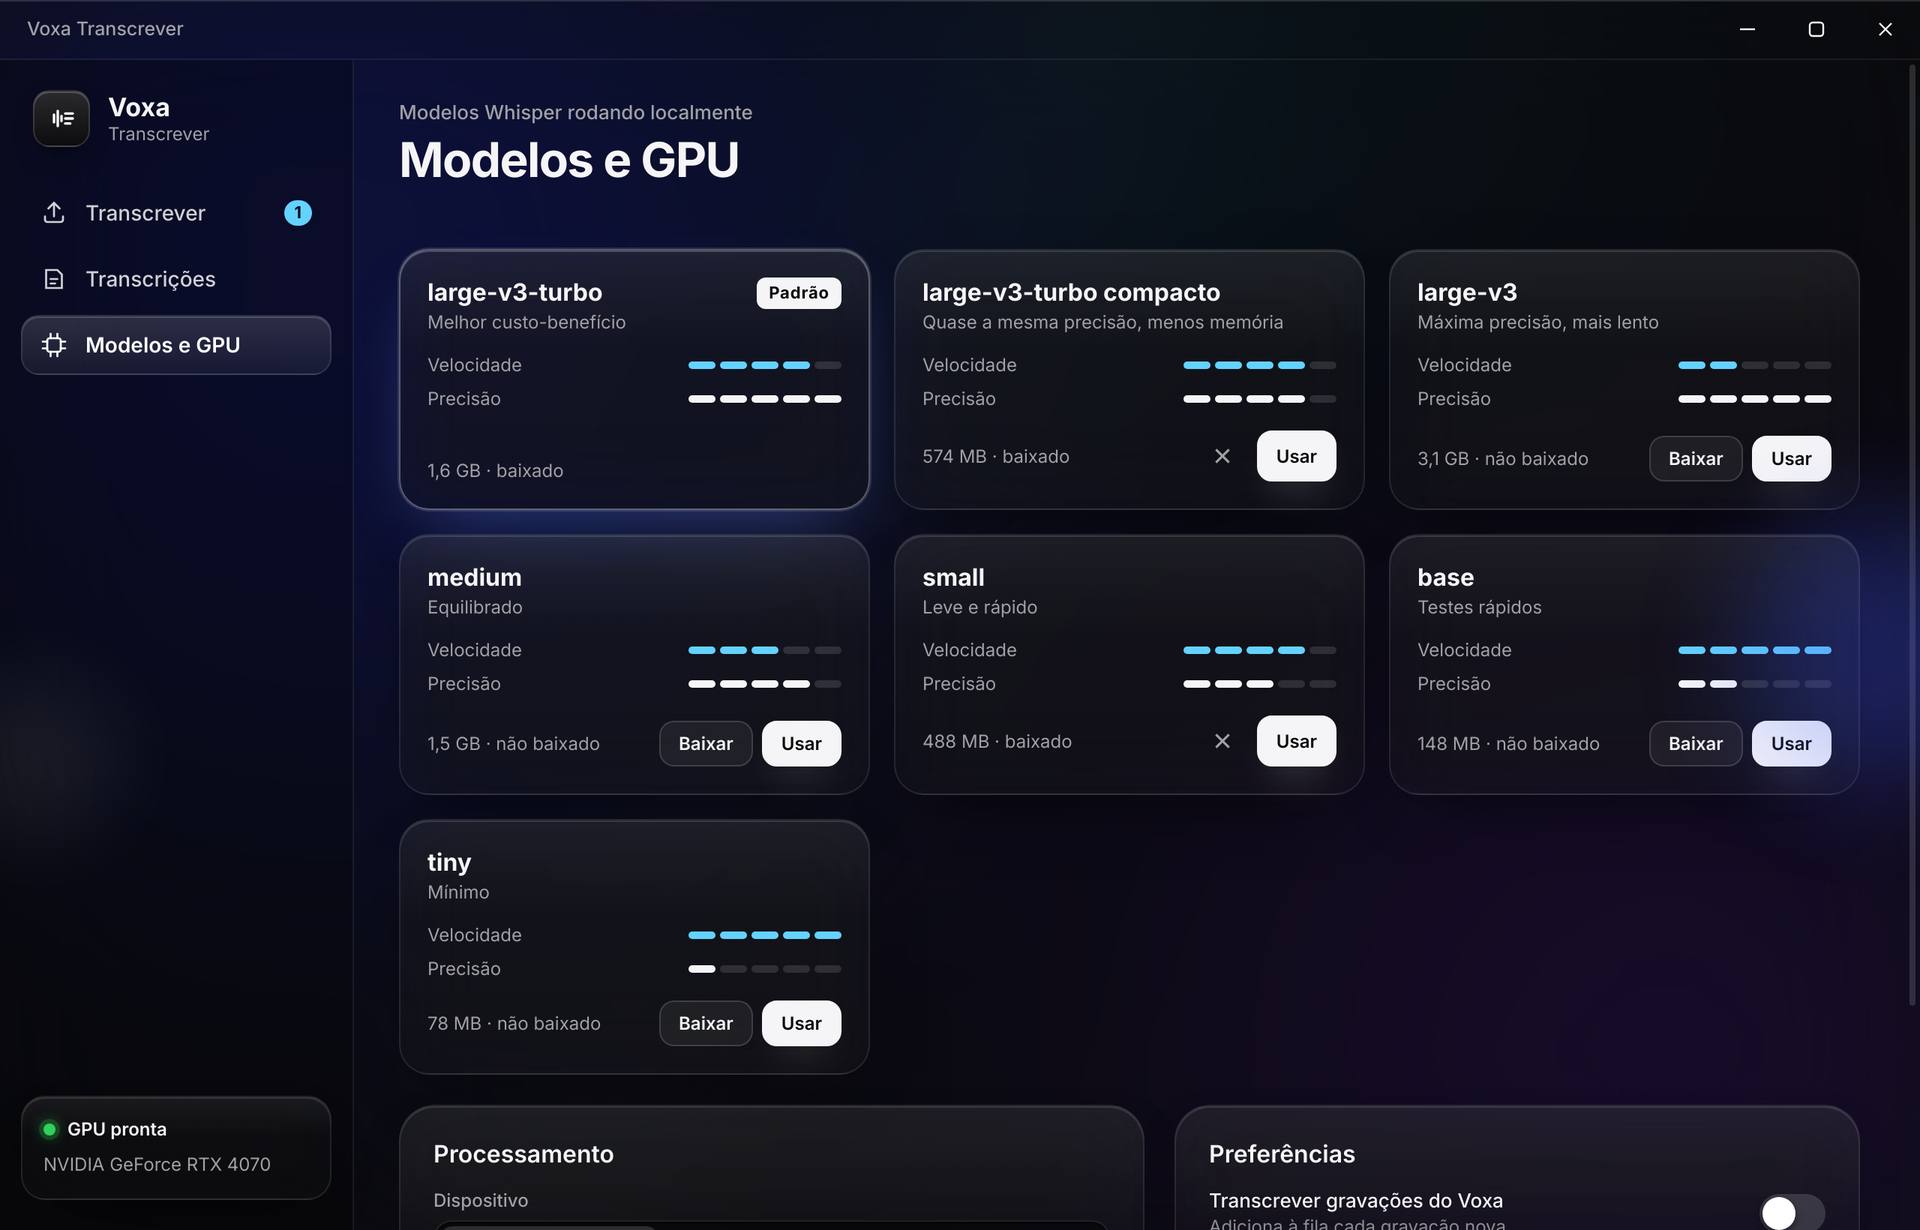 Voxa Transcrever
Voxa
Transcrever
Transcrever
1
Transcrições
Modelos e GPU
GPU pronta
NVIDIA GeForce RTX 4070
Modelos Whisper rodando localmente
Modelos e GPU
large-v3-turbo
Padrão
Melhor custo-benefício
Velocidade
Precisão
1,6 GB · baixado
large-v3-turbo compacto
Quase a mesma precisão, menos memória
Velocidade
Precisão
574 MB · baixado
Usar
large-v3
Máxima precisão, mais lento
Velocidade
Precisão
3,1 GB · não baixado
Baixar
Usar
medium
Equilibrado
Velocidade
Precisão
1,5 GB · não baixado
Baixar
Usar
small
Leve e rápido
Velocidade
Precisão
488 MB · baixado
Usar
base
Testes rápidos
Velocidade
Precisão
148 MB · não baixado
Baixar
Usar
tiny
Mínimo
Velocidade
Precisão
78 MB · não baixado
Baixar
Usar
Processamento
Dispositivo
Preferências
Transcrever gravações do Voxa
Adiciona à fila cada gravação nova